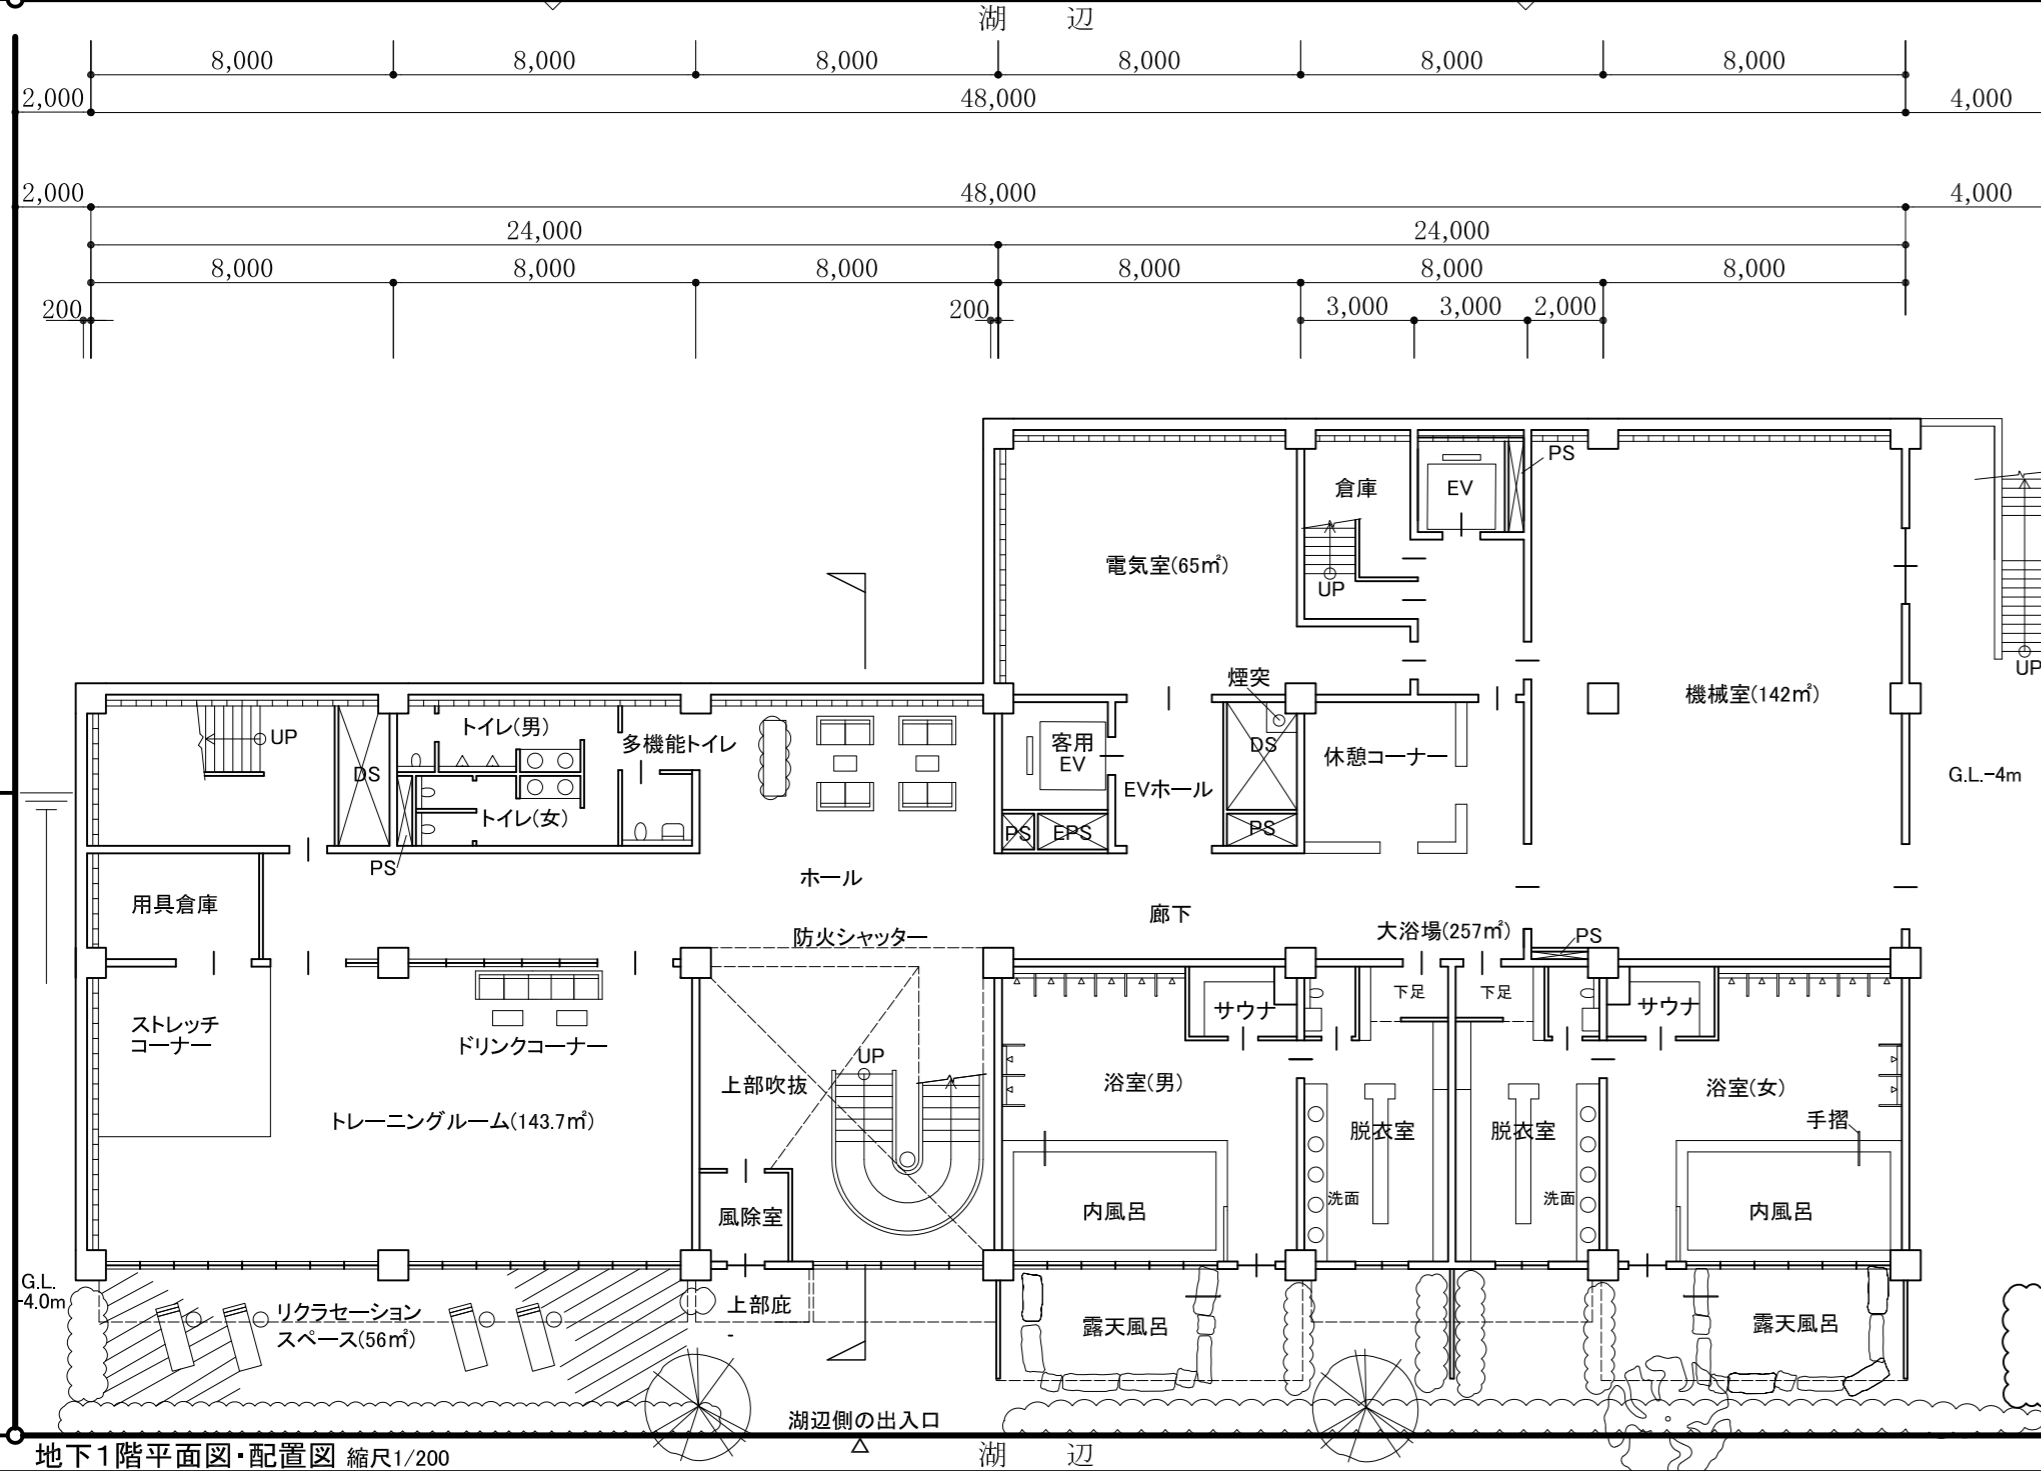 湖 辺
8,000 8,000 8,000 8,000 8,000 8,000
2,000 48,000 4,000
2,000 48,000 4,000
24,000 24,000
8,000 8,000 8,000 8,000 8,000 8,000
200 200 3,000 3,000 2,000
PS
倉庫
EV
電気室(65㎡)
UP
UP
煙突
機械室(142㎡)
トイレ(男)
UP
多機能トイレ
客用
EV
DS
DS
休憩コーナー
G.L.-4m
EVホール
トイレ(女)
PS
EPS
PS
PS
ホール
用具倉庫
廊下
防火シャッター
大浴場(257㎡)
PS
下足
下足
サウナ
サウナ
ストレッチ
コーナー
ドリンクコーナー
UP
上部吹抜
浴室(男)
浴室(女)
トレーニングルーム(143.7㎡)
脱衣室
脱衣室
手摺
洗面
洗面
風除室
内風呂
内風呂
G.L.
-4.0m
リクラセーション
スペース(56㎡)
上部庇
露天風呂
露天風呂
湖辺側の出入口
地下1階平面図・配置図 縮尺1/200
湖 辺